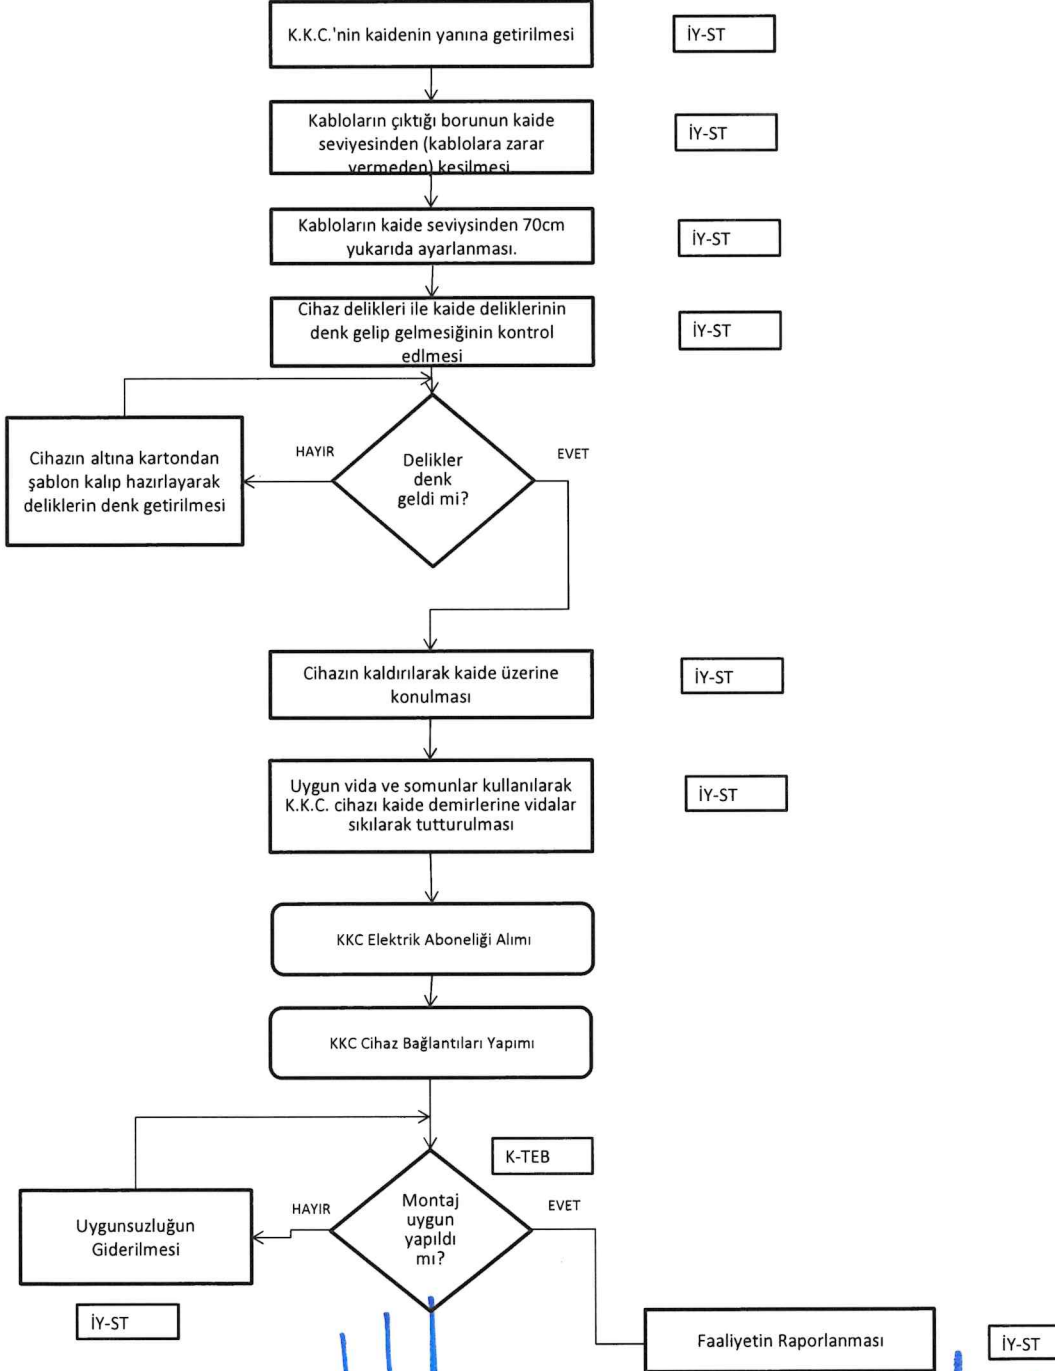 K.K.C.'nin kaidenin yanına getirilmesi
İY-ST
Kabloların çıktığı borunun kaide
seviyesinden (kablolara zarar
vermeden) kesilmesi
İY-ST
Kabloların kaide seviysinden 70cm
yukarıda ayarlanması.
İY-ST
Cihaz delikleri ile kaide deliklerinin
denk gelip gelmesiğinin kontrol
edlmesi
İY-ST
Cihazın altına kartondan
şablon kalıp hazırlayarak
deliklerin denk getirilmesi
HAYIR
Delikler
denk
geldi mi?
EVET
Cihazın kaldırılarak kaide üzerine
konulması
İY-ST
Uygun vida ve somunlar kullanılarak
K.K.C. cihazı kaide demirlerine vidalar
sıkılarak tutturulması
İY-ST
KKC Elektrik Aboneliği Alımı
KKC Cihaz Bağlantıları Yapımı
K-TEB
Uygunsuzluğun
Giderilmesi
HAYIR
Montaj
uygun
yapıldı
mı?
EVET
İY-ST
Faaliyetin Raporlanması
İY-ST